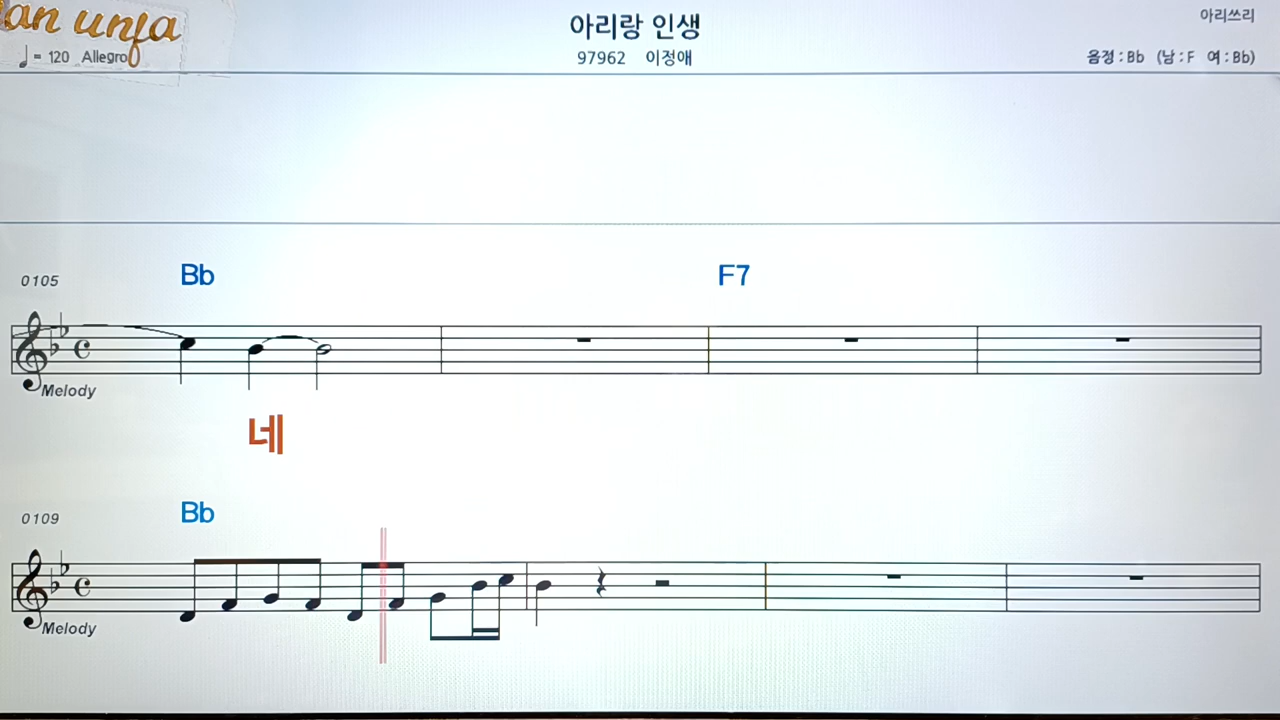 an unja
아리랑 인생
아리쓰리
♩ = 120 Allegro
97962 이정애
음정 : Bb (남 : F 여 : Bb)
0105
Bb
F7
Melody
네
0109
Bb
Melody